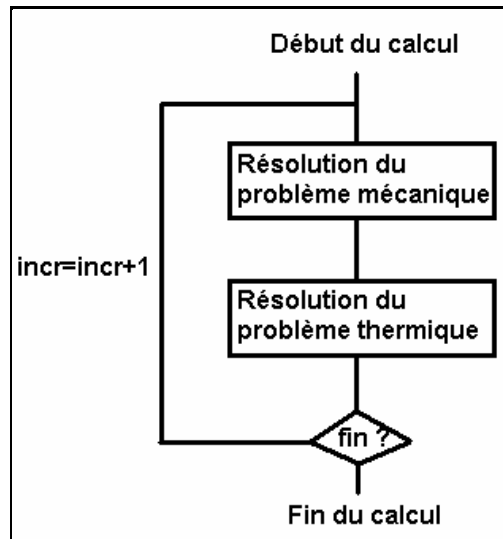 Début du calcul
Résolution du
problème mécanique
incr=incr+1
Résolution du
problème thermique
fin ?
Fin du calcul